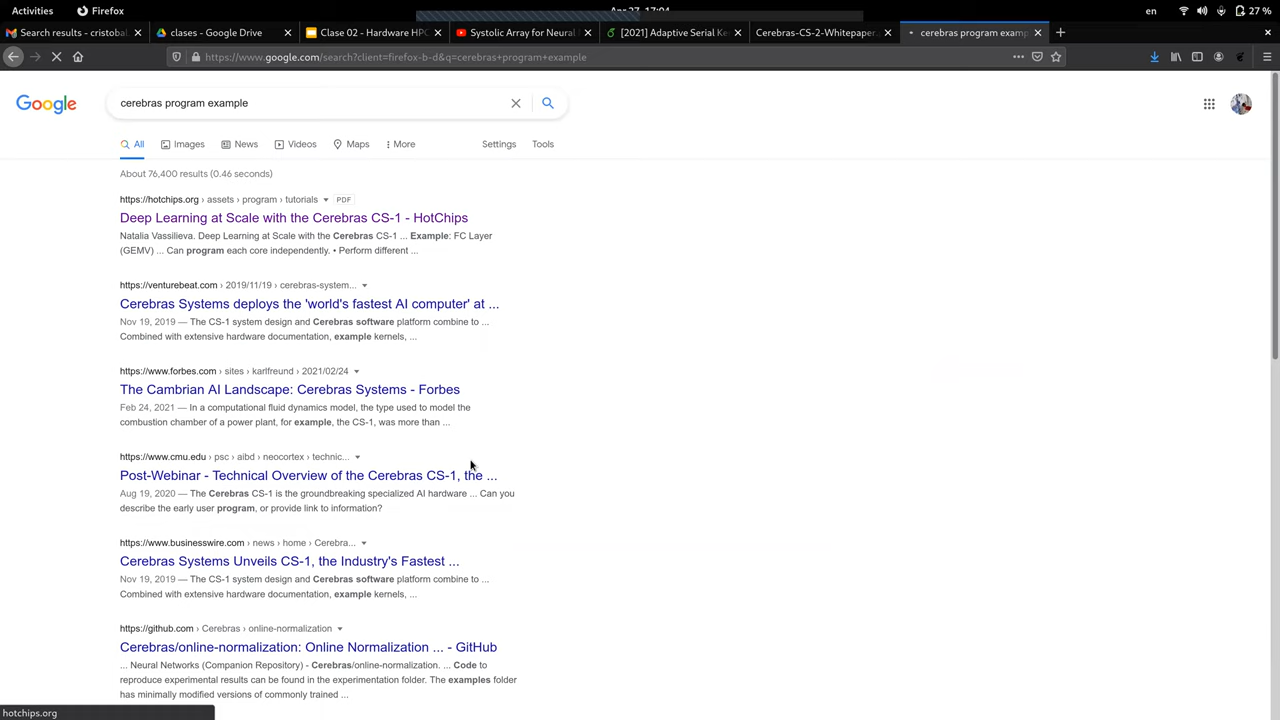 Activities
Firefox
Apr 27, 17:04
en
27 %
Search results - cristobal.
clases - Google Drive
Clase 02 - Hardware HPC
Systolic Array for Neural
[2021] Adaptive Serial Ke
Cerebras-CS-2-Whitepaper.
cerebras program exam
https://www.google.com/search?client=firefox-b-d&q=cerebras+program+example
Google
cerebras program example
All
Images
News
Videos
Maps
More
Settings
Tools
About 76,400 results (0.46 seconds)
https://hotchips.org › assets › program › tutorials PDF
Deep Learning at Scale with the Cerebras CS-1 - HotChips
Natalia Vassilieva. Deep Learning at Scale with the Cerebras CS-1 ... Example: FC Layer
(GEMV) ... Can program each core independently. • Perform different ...
https://venturebeat.com › 2019/11/19 › cerebras-system...
Cerebras Systems deploys the 'world's fastest AI computer' at ...
Nov 19, 2019 — The CS-1 system design and Cerebras software platform combine to ...
Combined with extensive hardware documentation, example kernels, ...
https://www.forbes.com › sites › karlfreund › 2021/02/24
The Cambrian AI Landscape: Cerebras Systems - Forbes
Feb 24, 2021 — In a computational fluid dynamics model, the type used to model the
combustion chamber of a power plant, for example, the CS-1, was more than ...
https://www.cmu.edu › psc › aibd › neocortex › technic...
Post-Webinar - Technical Overview of the Cerebras CS-1, the ...
Aug 19, 2020 — The Cerebras CS-1 is the groundbreaking specialized AI hardware ... Can you
describe the early user program, or provide link to information?
https://www.businesswire.com › news › home › Cerebra...
Cerebras Systems Unveils CS-1, the Industry's Fastest ...
Nov 19, 2019 — The CS-1 system design and Cerebras software platform combine to ...
Combined with extensive hardware documentation, example kernels, ...
https://github.com › Cerebras › online-normalization
Cerebras/online-normalization: Online Normalization ... - GitHub
... Neural Networks (Companion Repository) - Cerebras/online-normalization. ... Code to
reproduce experimental results can be found in the experimentation folder. The examples folder
has minimally modified versions of commonly trained ...
hotchips.org